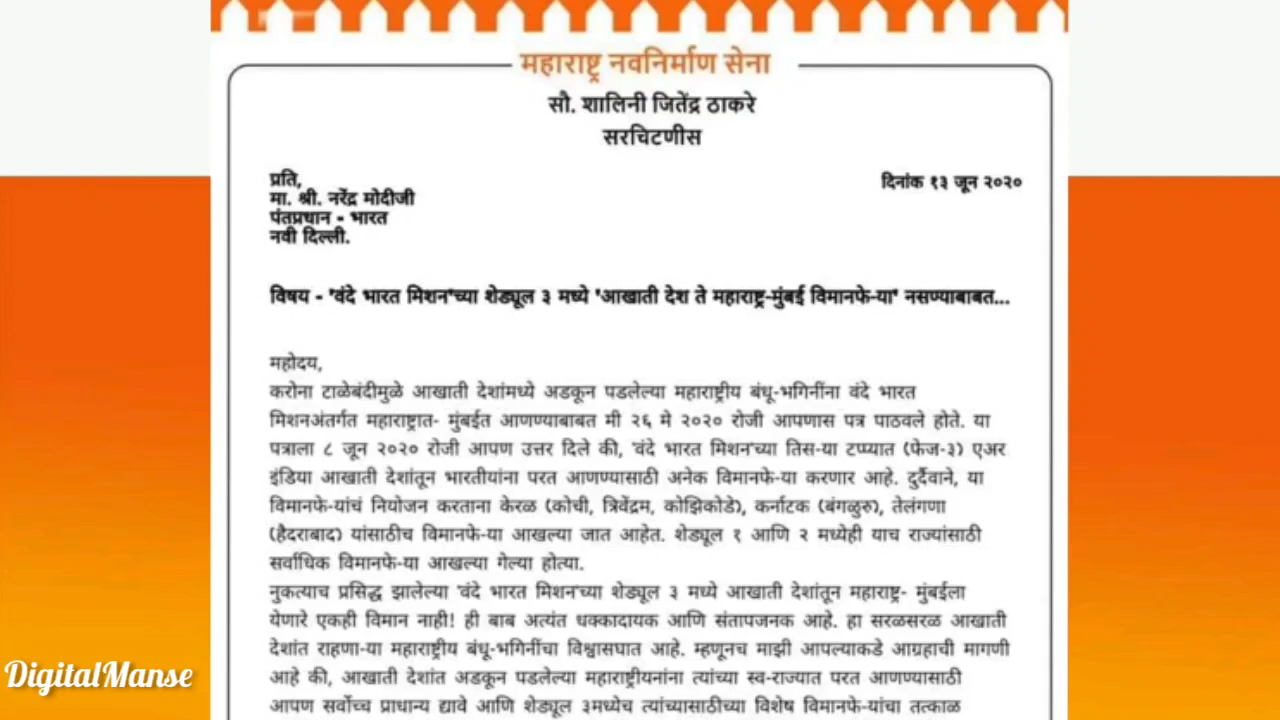 महाराष्ट्र नवनिर्माण सेना
सौ. शालिनी जितेंद्र ठाकरे
सरचिटणीस
प्रति,
दिनांक १३ जून २०२०
मा. श्री. नरेंद्र मोदीजी
पंतप्रधान - भारत
नवी दिल्ली.
विषय - 'वंदे भारत मिशन'च्या शेड्यूल ३ मध्ये 'आखाती देश ते महाराष्ट्र-मुंबई विमानफे-या' नसण्याबाबत...
महोदय,
करोना टाळेबंदीमुळे आखाती देशांमध्ये अडकून पडलेल्या महाराष्ट्रीय बंधू-भगिनींना वंदे भारत
मिशनअंतर्गत महाराष्ट्रात- मुंबईत आणण्याबाबत मी २६ मे २०२० रोजी आपणास पत्र पाठवले होते. या
पत्राला ८ जून २०२० रोजी आपण उत्तर दिले की, 'वंदे भारत मिशन'च्या तिस-या टप्प्यात (फेज-३) एअर
इंडिया आखाती देशांतून भारतीयांना परत आणण्यासाठी अनेक विमानफे-या करणार आहे. दुर्दैवाने, या
विमानफे-यांचं नियोजन करताना केरळ (कोची, त्रिवेंद्रम, कोझिकोडे), कर्नाटक (बंगळुरु), तेलंगणा
(हैदराबाद) यांसाठीच विमानफे-या आखल्या जात आहेत. शेड्यूल १ आणि २ मध्येही याच राज्यांसाठी
सर्वाधिक विमानफे-या आखल्या गेल्या होत्या.
नुकत्याच प्रसिद्ध झालेल्या 'वंदे भारत मिशन'च्या शेड्यूल ३ मध्ये आखाती देशांतून महाराष्ट्र- मुंबईला
येणारे एकही विमान नाही! ही बाब अत्यंत धक्कादायक आणि संतापजनक आहे. हा सरळसरळ आखाती
देशांत राहणा-या महाराष्ट्रीय बंधू-भगिनींचा विश्वासघात आहे. म्हणूनच माझी आपल्याकडे आग्रहाची मागणी
आहे की, आखाती देशांत अडकून पडलेल्या महाराष्ट्रीयनांना त्यांच्या स्व-राज्यात परत आणण्यासाठी
आपण सर्वोच्च प्राधान्य द्यावे आणि शेड्यूल ३मध्येच त्यांच्यासाठीच्या विशेष विमानफे-यांचा तत्काळ
DigitalManse